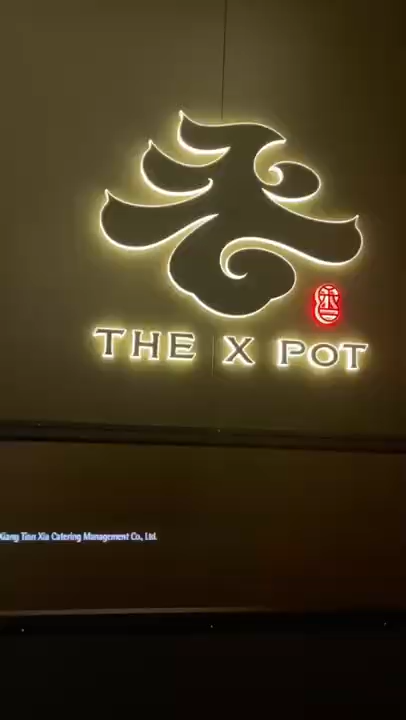 THE X POT
Xiang Tian Xia Catering Management Co., Ltd.